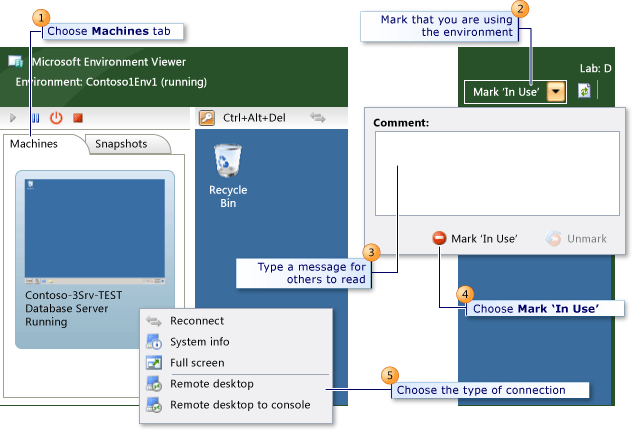 1
Choose Machines tab
Mark that you are using
the environment
2
Microsoft Environment Viewer
Environment: Contoso1Env1 (running)
Lab: D
Mark 'In Use'
Ctrl+Alt+Del
Machines
Snapshots
Recycle
Bin
Comment:
Mark 'In Use'
Unmark
3
Type a message for
others to read
4
Choose Mark 'In Use'
Contoso-3Srv-TEST
Database Server
Running
Reconnect
System info
Full screen
Remote desktop
Remote desktop to console
5
Choose the type of connection